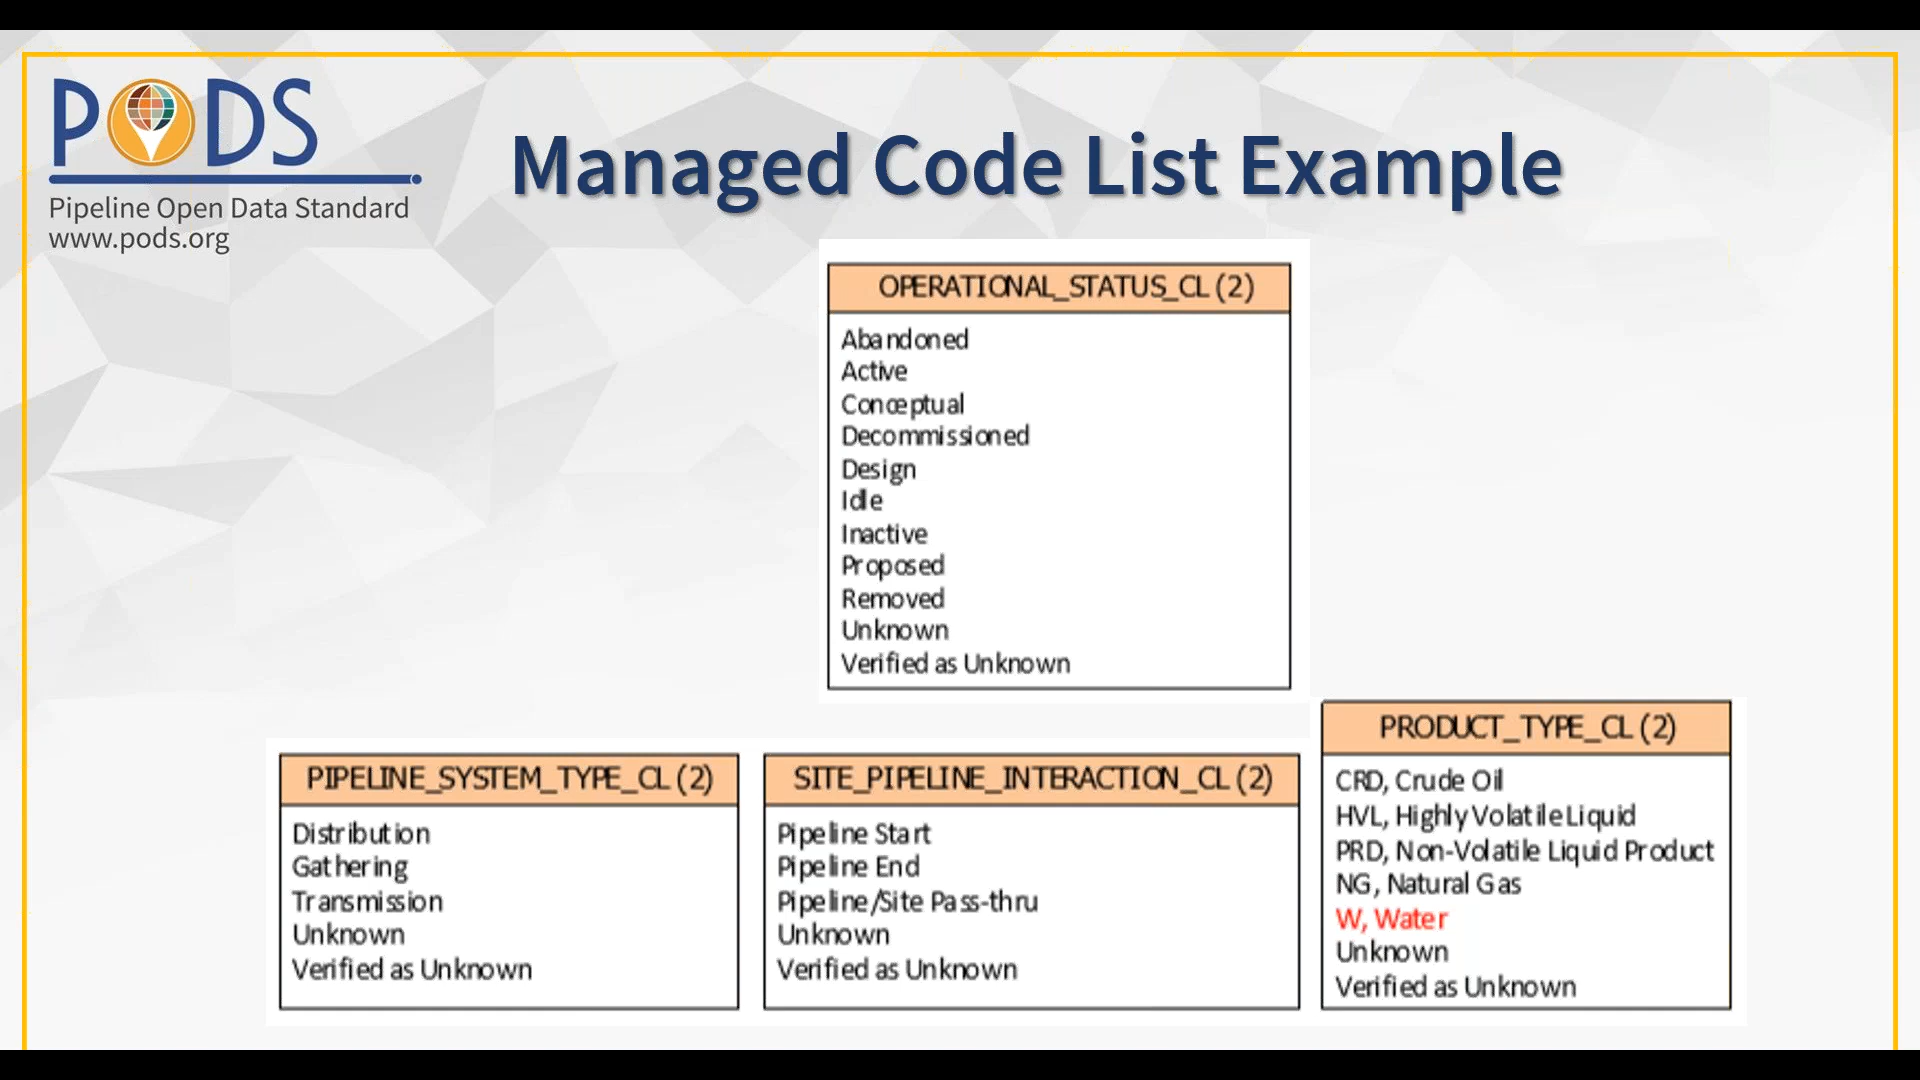 PODS
Pipeline Open Data Standard
www.pods.org
Managed Code List Example
OPERATIONAL_STATUS_CL (2)
Abandoned
Active
Conceptual
Decommissioned
Design
Idle
Inactive
Proposed
Removed
Unknown
Verified as Unknown
PIPELINE_SYSTEM_TYPE_CL (2)
Distribution
Gathering
Transmission
Unknown
Verified as Unknown
SITE_PIPELINE_INTERACTION_CL (2)
Pipeline Start
Pipeline End
Pipeline/Site Pass-thru
Unknown
Verified as Unknown
PRODUCT_TYPE_CL (2)
CRD, Crude Oil
HVL, Highly Volatile Liquid
PRD, Non-Volatile Liquid Product
NG, Natural Gas
W, Water
Unknown
Verified as Unknown